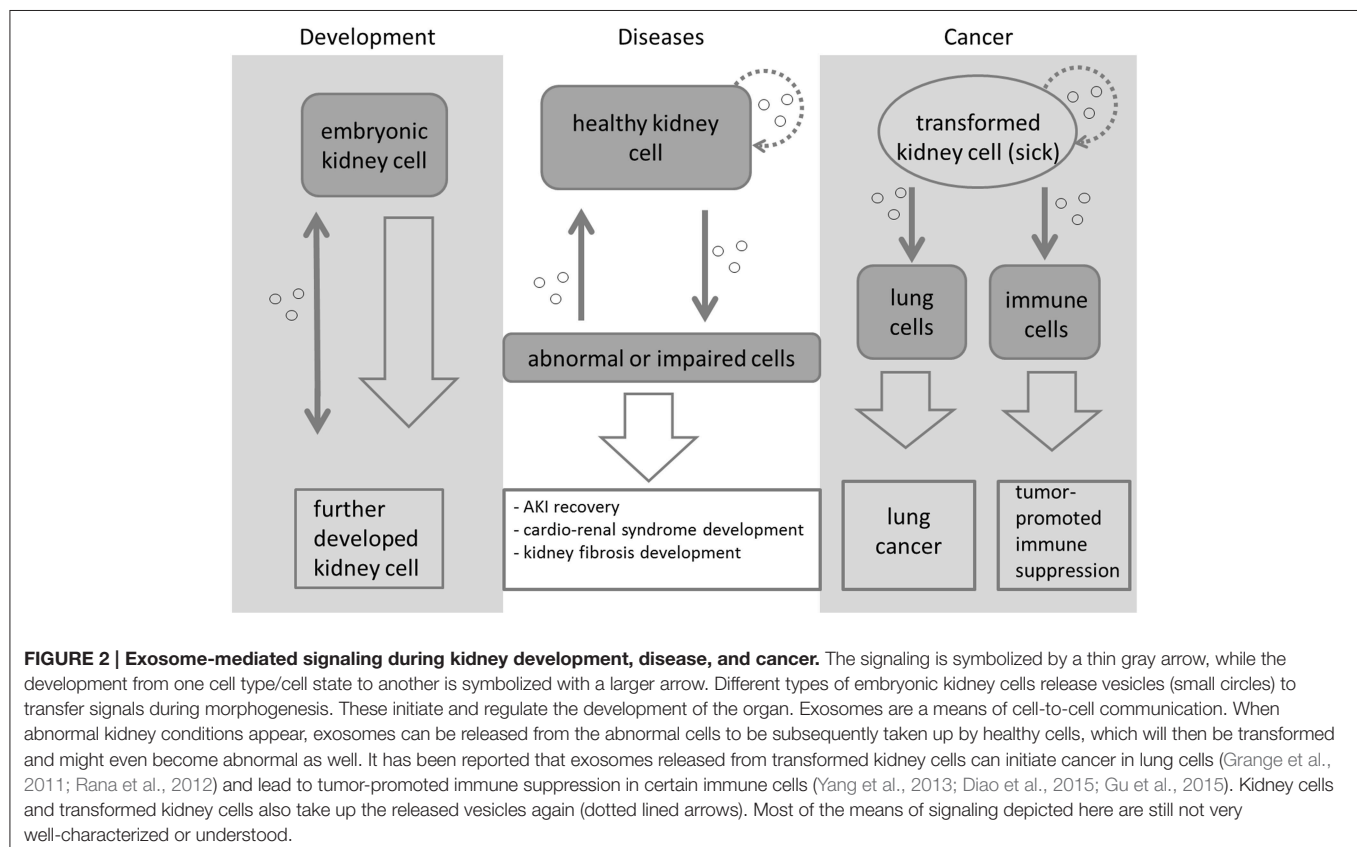 Development
Diseases
Cancer
embryonic
kidney cell
healthy kidney
cell
transformed
kidney cell (sick)
lung
cells
immune
cells
abnormal or impaired cells
further
developed
kidney cell
- AKI recovery
- cardio-renal syndrome development
- kidney fibrosis development
lung
cancer
tumor-
promoted
immune
suppression
FIGURE 2 | Exosome-mediated signaling during kidney development, disease, and cancer. The signaling is symbolized by a thin gray arrow, while the
development from one cell type/cell state to another is symbolized with a larger arrow. Different types of embryonic kidney cells release vesicles (small circles) to
transfer signals during morphogenesis. These initiate and regulate the development of the organ. Exosomes are a means of cell-to-cell communication. When
abnormal kidney conditions appear, exosomes can be released from the abnormal cells to be subsequently taken up by healthy cells, which will then be transformed
and might even become abnormal as well. It has been reported that exosomes released from transformed kidney cells can initiate cancer in lung cells (Grange et al.,
2011; Rana et al., 2012) and lead to tumor-promoted immune suppression in certain immune cells (Yang et al., 2013; Diao et al., 2015; Gu et al., 2015). Kidney cells
and transformed kidney cells also take up the released vesicles again (dotted lined arrows). Most of the means of signaling depicted here are still not very
well-characterized or understood.